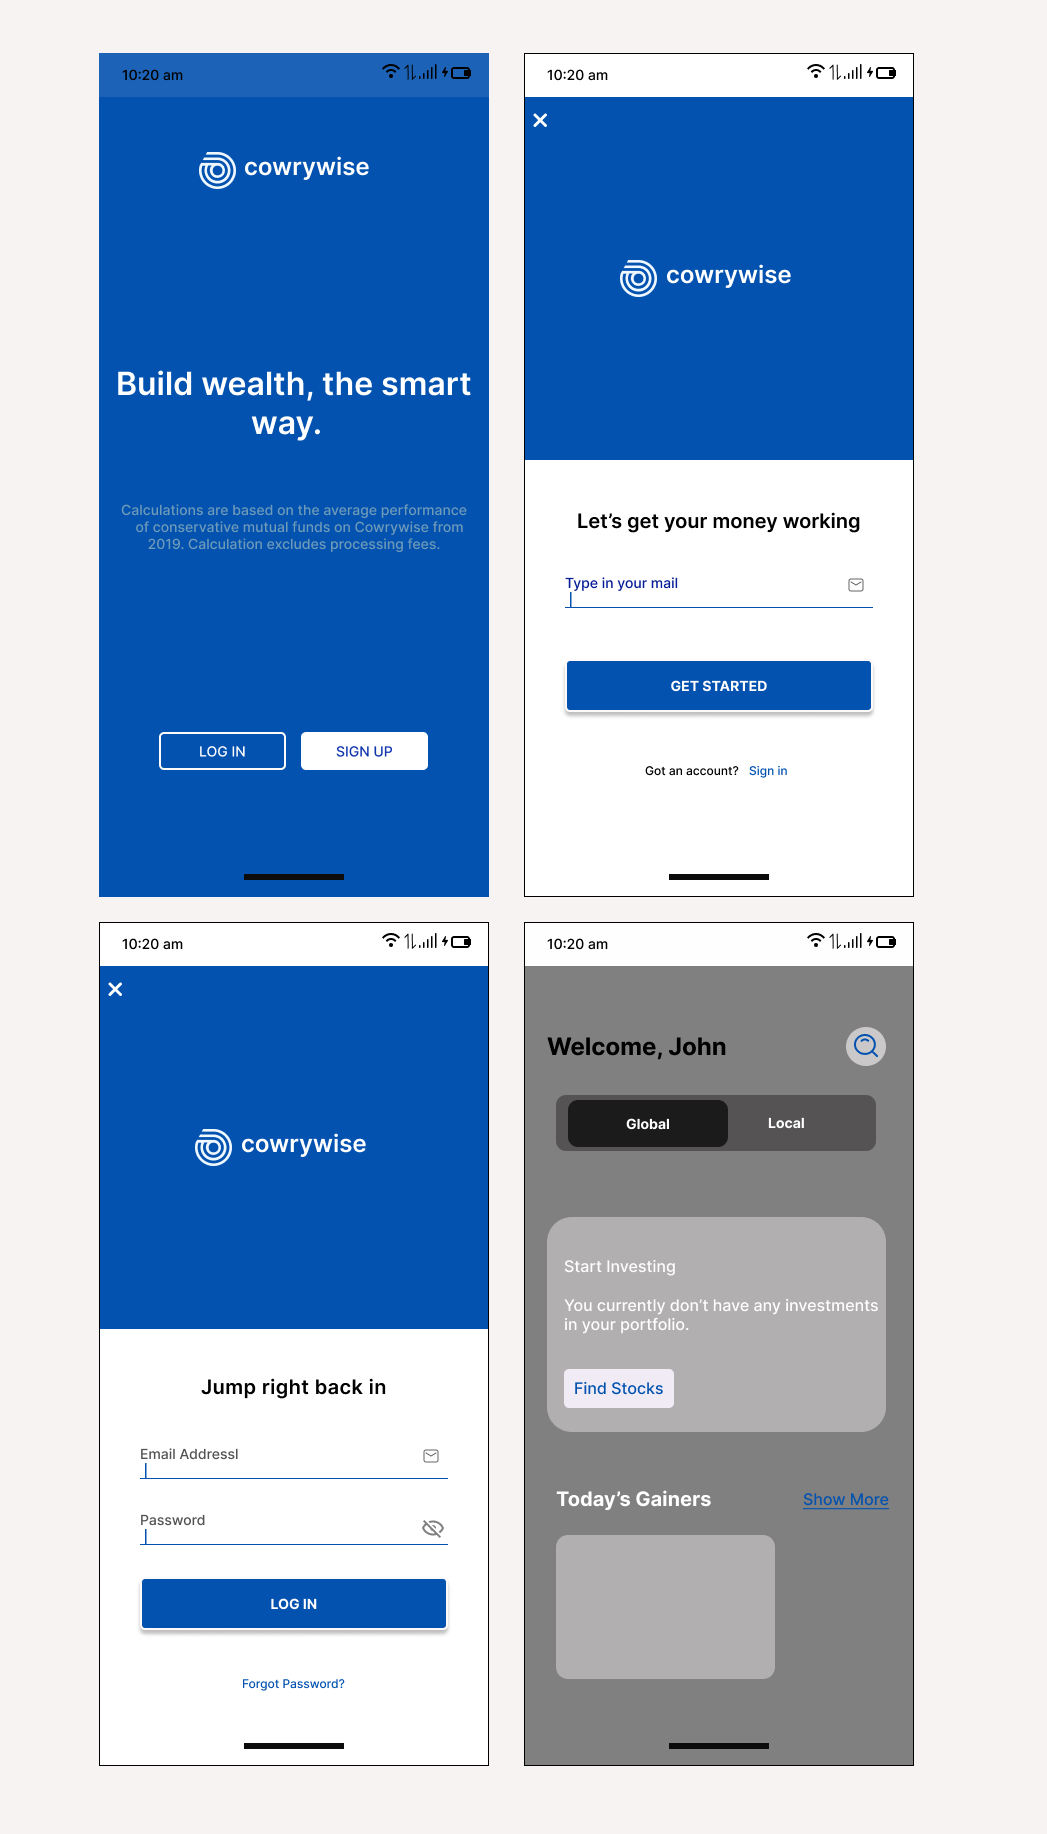 10:20 am
cowrywise
Build wealth, the smart
way.
Calculations are based on the average performance
of conservative mutual funds on Cowrywise from
2019. Calculation excludes processing fees.
LOG IN
SIGN UP
10:20 am
cowrywise
Let's get your money working
Type in your mail
GET STARTED
Got an account? Sign in
10:20 am
cowrywise
Jump right back in
Email Addressl
Password
LOG IN
Forgot Password?
10:20 am
Welcome, John
Global
Local
Start Investing
You currently don't have any investments
in your portfolio.
Find Stocks
Today's Gainers
Show More